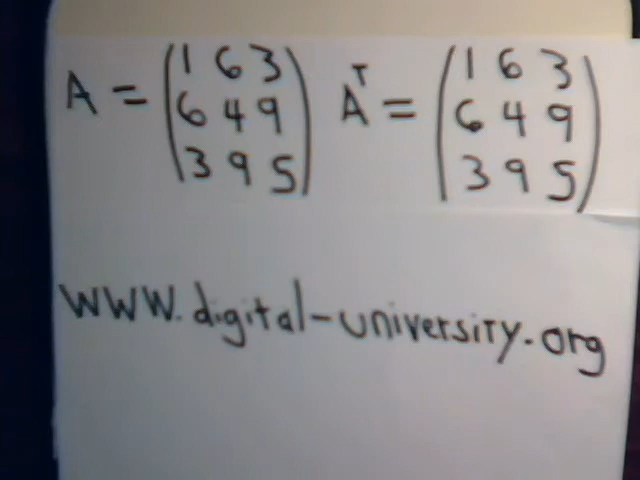 A = (1 6 3 Aᵀ = (1 6 3
6 4 9 6 4 9
3 9 5) 3 9 5)
www.digital-university.org